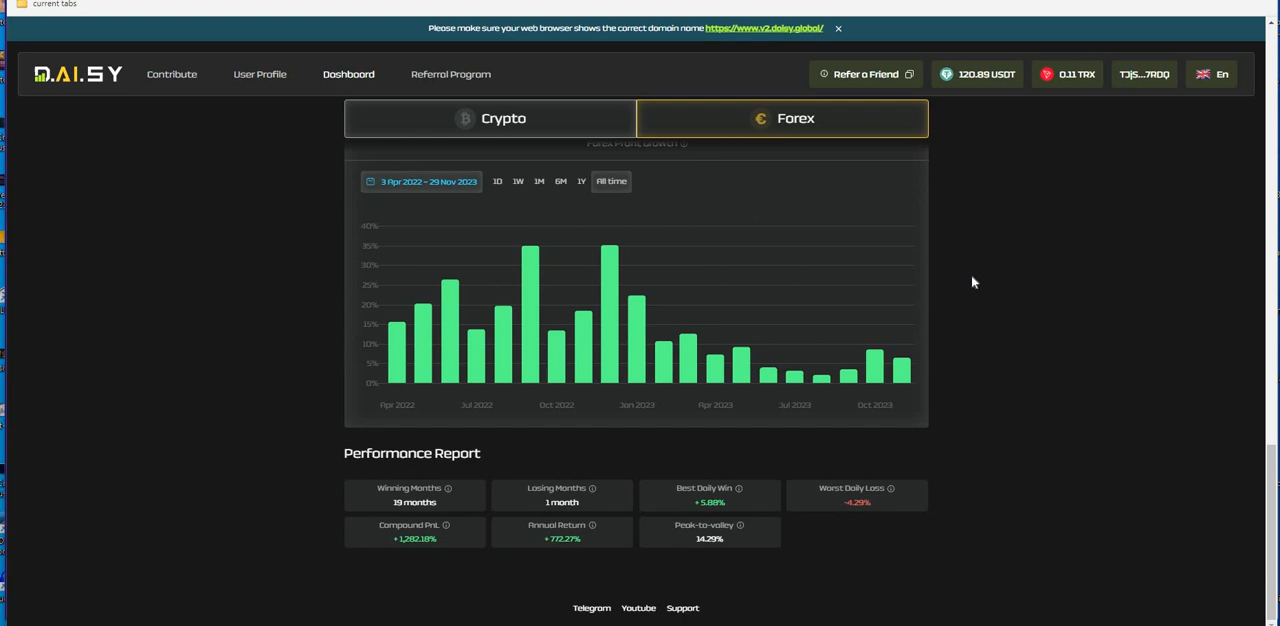 current tabs
Please make sure your web browser shows the correct domain name https://www.v2.daisy.global/
D.AI.SY Contribute User Profile Dashboard Referral Program Refer a Friend 120.89 USDT 0.11 TRX TJjS...7RDQ En
Crypto Forex
Forex Profit Growth
3 Apr 2022 – 29 Nov 2023 1D 1W 1M 6M 1Y All time
40%
35%
30%
25%
20%
15%
10%
5%
0%
Apr 2022 Jul 2022 Oct 2022 Jan 2023 Apr 2023 Jul 2023 Oct 2023
Performance Report
Winning Months Losing Months Best Daily Win Worst Daily Loss
19 months 1 month + 5.88% -4.29%
Compound PnL Annual Return Peak-to-valley
+ 1,282.18% + 772.27% 14.29%
Telegram Youtube Support